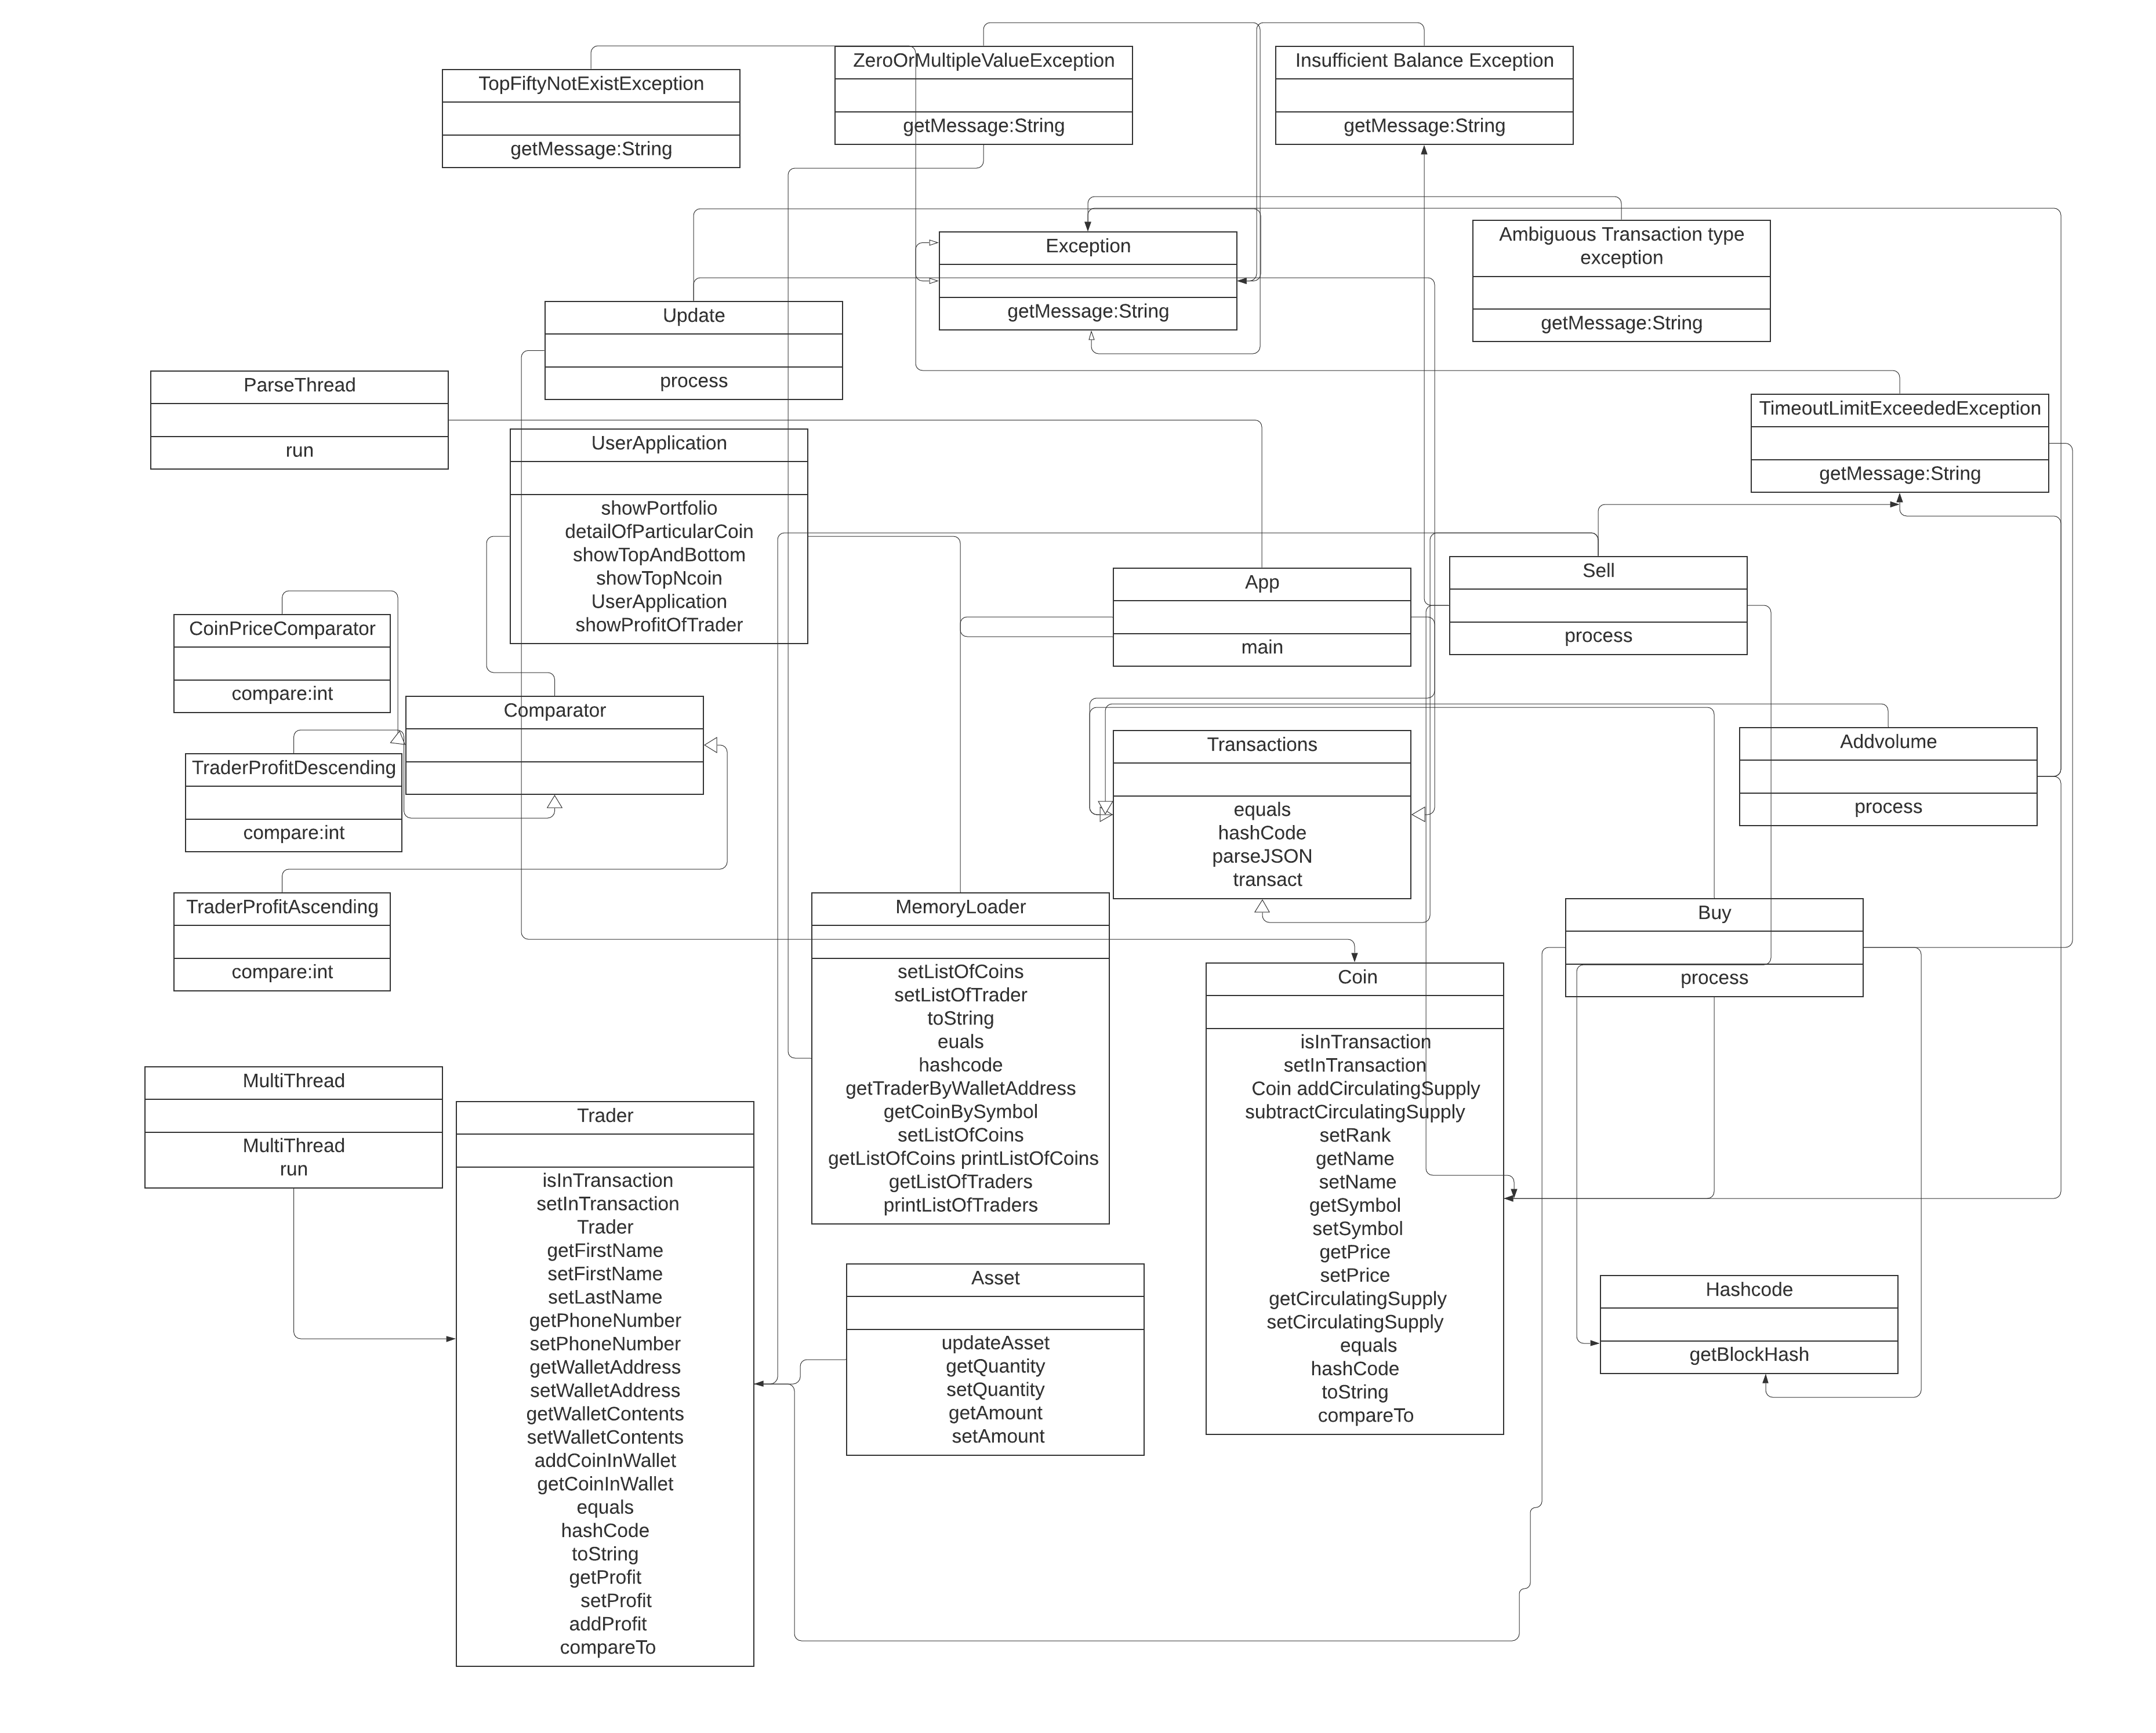 TopFiftyNotExistException
getMessage:String
ZeroOrMultipleValueException
getMessage:String
Insufficient Balance Exception
getMessage:String
Exception
getMessage:String
Ambiguous Transaction type
exception
getMessage:String
Update
process
ParseThread
run
TimeoutLimitExceededException
getMessage:String
UserApplication
showPortfolio
detailOfParticularCoin
showTopAndBottom
showTopNcoin
UserApplication
showProfitOfTrader
App
main
Sell
process
CoinPriceComparator
compare:int
Comparator
TraderProfitDescending
compare:int
Transactions
equals
hashCode
parseJSON
transact
Addvolume
process
TraderProfitAscending
compare:int
MemoryLoader
setListOfCoins
setListOfTrader
toString
euals
hashcode
getTraderByWalletAddress
getCoinBySymbol
setListOfCoins
getListOfCoins printListOfCoins
getListOfTraders
printListOfTraders
Buy
process
Coin
isInTransaction
setInTransaction
Coin addCirculatingSupply
subtractCirculatingSupply
setRank
getName
setName
getSymbol
setSymbol
getPrice
setPrice
getCirculatingSupply
setCirculatingSupply
equals
hashCode
toString
compareTo
MultiThread
MultiThread
run
Trader
isInTransaction
setInTransaction
Trader
getFirstName
setFirstName
setLastName
getPhoneNumber
setPhoneNumber
getWalletAddress
setWalletAddress
getWalletContents
setWalletContents
addCoinInWallet
getCoinInWallet
equals
hashCode
toString
getProfit
setProfit
addProfit
compareTo
Asset
updateAsset
getQuantity
setQuantity
getAmount
setAmount
Hashcode
getBlockHash